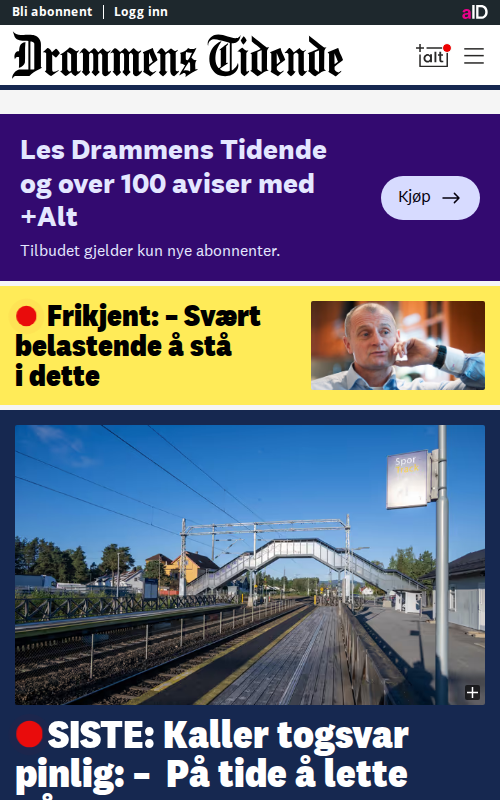 Bli abonnent | Logg inn
aID
Drammens Tidende
+alt
Les Drammens Tidende
og over 100 aviser med
+Alt
Kjøp →
Tilbudet gjelder kun nye abonnenter.
Frikjent: – Svært
belastende å stå
i dette
Spor
SISTE: Kaller togsvar
pinlig: – På tide å lette